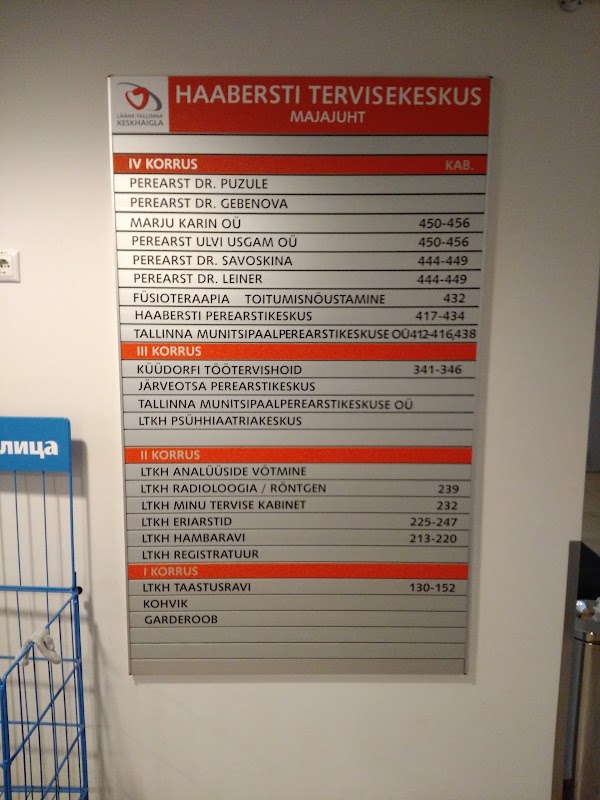 LÄÄNE-TALLINNA
KESKHAIGLA
HAABERSTI TERVISEKESKUS
MAJAJUHT
IV KORRUS KAB.
PEREARST DR. PUZULE
PEREARST DR. GEBENOVA
MARJU KARIN OÜ 450-456
PEREARST ULVI USGAM OÜ 450-456
PEREARST DR. SAVOSKINA 444-449
PEREARST DR. LEINER 444-449
FÜSIOTERAAPIA TOITUMISNÕUSTAMINE 432
HAABERSTI PEREARSTIKESKUS 417-434
TALLINNA MUNITSIPAALPEREARSTIKESKUSE OÜ 412-416,438
III KORRUS
KÜÜDORFI TÖÖTERVISHOID 341-346
JÄRVEOTSA PEREARSTIKESKUS
TALLINNA MUNITSIPAALPEREARSTIKESKUSE OÜ
LTKH PSÜHHIAATRIAKESKUS
II KORRUS
LTKH ANALÜÜSIDE VÕTMINE
LTKH RADIOLOOGIA / RÖNTGEN 239
LTKH MINU TERVISE KABINET 232
LTKH ERIARSTID 225-247
LTKH HAMBARAVI 213-220
LTKH REGISTRATUUR
I KORRUS
LTKH TAASTUSRAVI 130-152
KOHVIK
GARDEROOB
лица